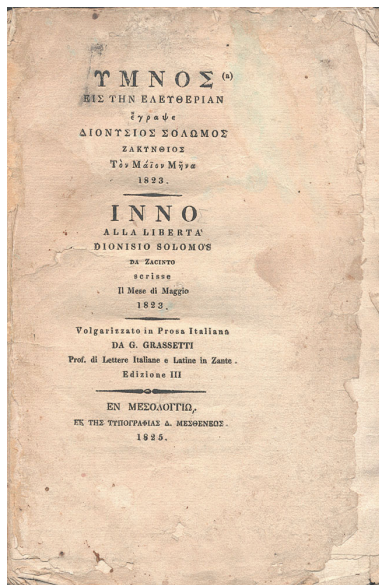 ΥΜΝΟΣ (a)
ΕΙΣ ΤΗΝ ΕΛΕΥΘΕΡΙΑΝ
ἔγραψε
ΔΙΟΝΥΣΙΟΣ ΣΟΛΩΜΟΣ
ΖΑΚΥΝΘΙΟΣ
Τὸν Μάϊον Μῆνα
1823.
INNO
ALLA LIBERTA'
DIONISIO SOLOMOS
DA ZACINTO
scrisse
Il Mese di Maggio
1823.
Volgarizzato in Prosa Italiana
DA G. GRASSETTI
Prof. di Lettere Italiane e Latine in Zante.
Edizione III
ΕΝ ΜΕΣΟΛΟΓΓΙΩ,
ΕΚ ΤΗΣ ΤΥΠΟΓΡΑΦΙΑΣ Δ. ΜΕΣΘΕΝΕΩΣ.
1825.